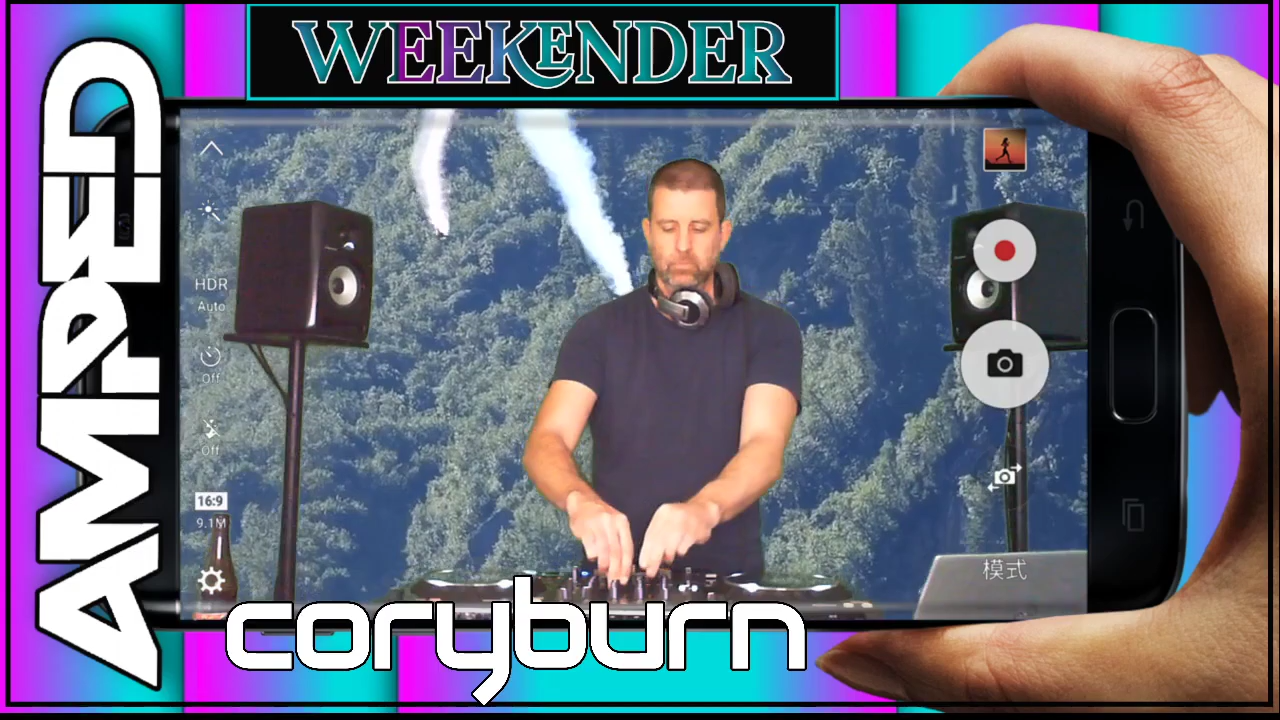 WEEKENDER
AMPED
HDR
Auto
Off
Off
16:9
9.1M
模式
coryburn